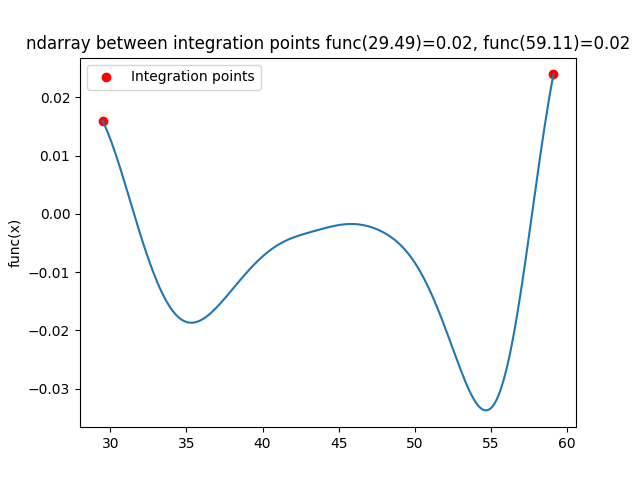 ndarray between integration points func(29.49)=0.02, func(59.11)=0.02
Integration points
func(x)
0.02
0.01
0.00
−0.01
−0.02
−0.03
30 35 40 45 50 55 60